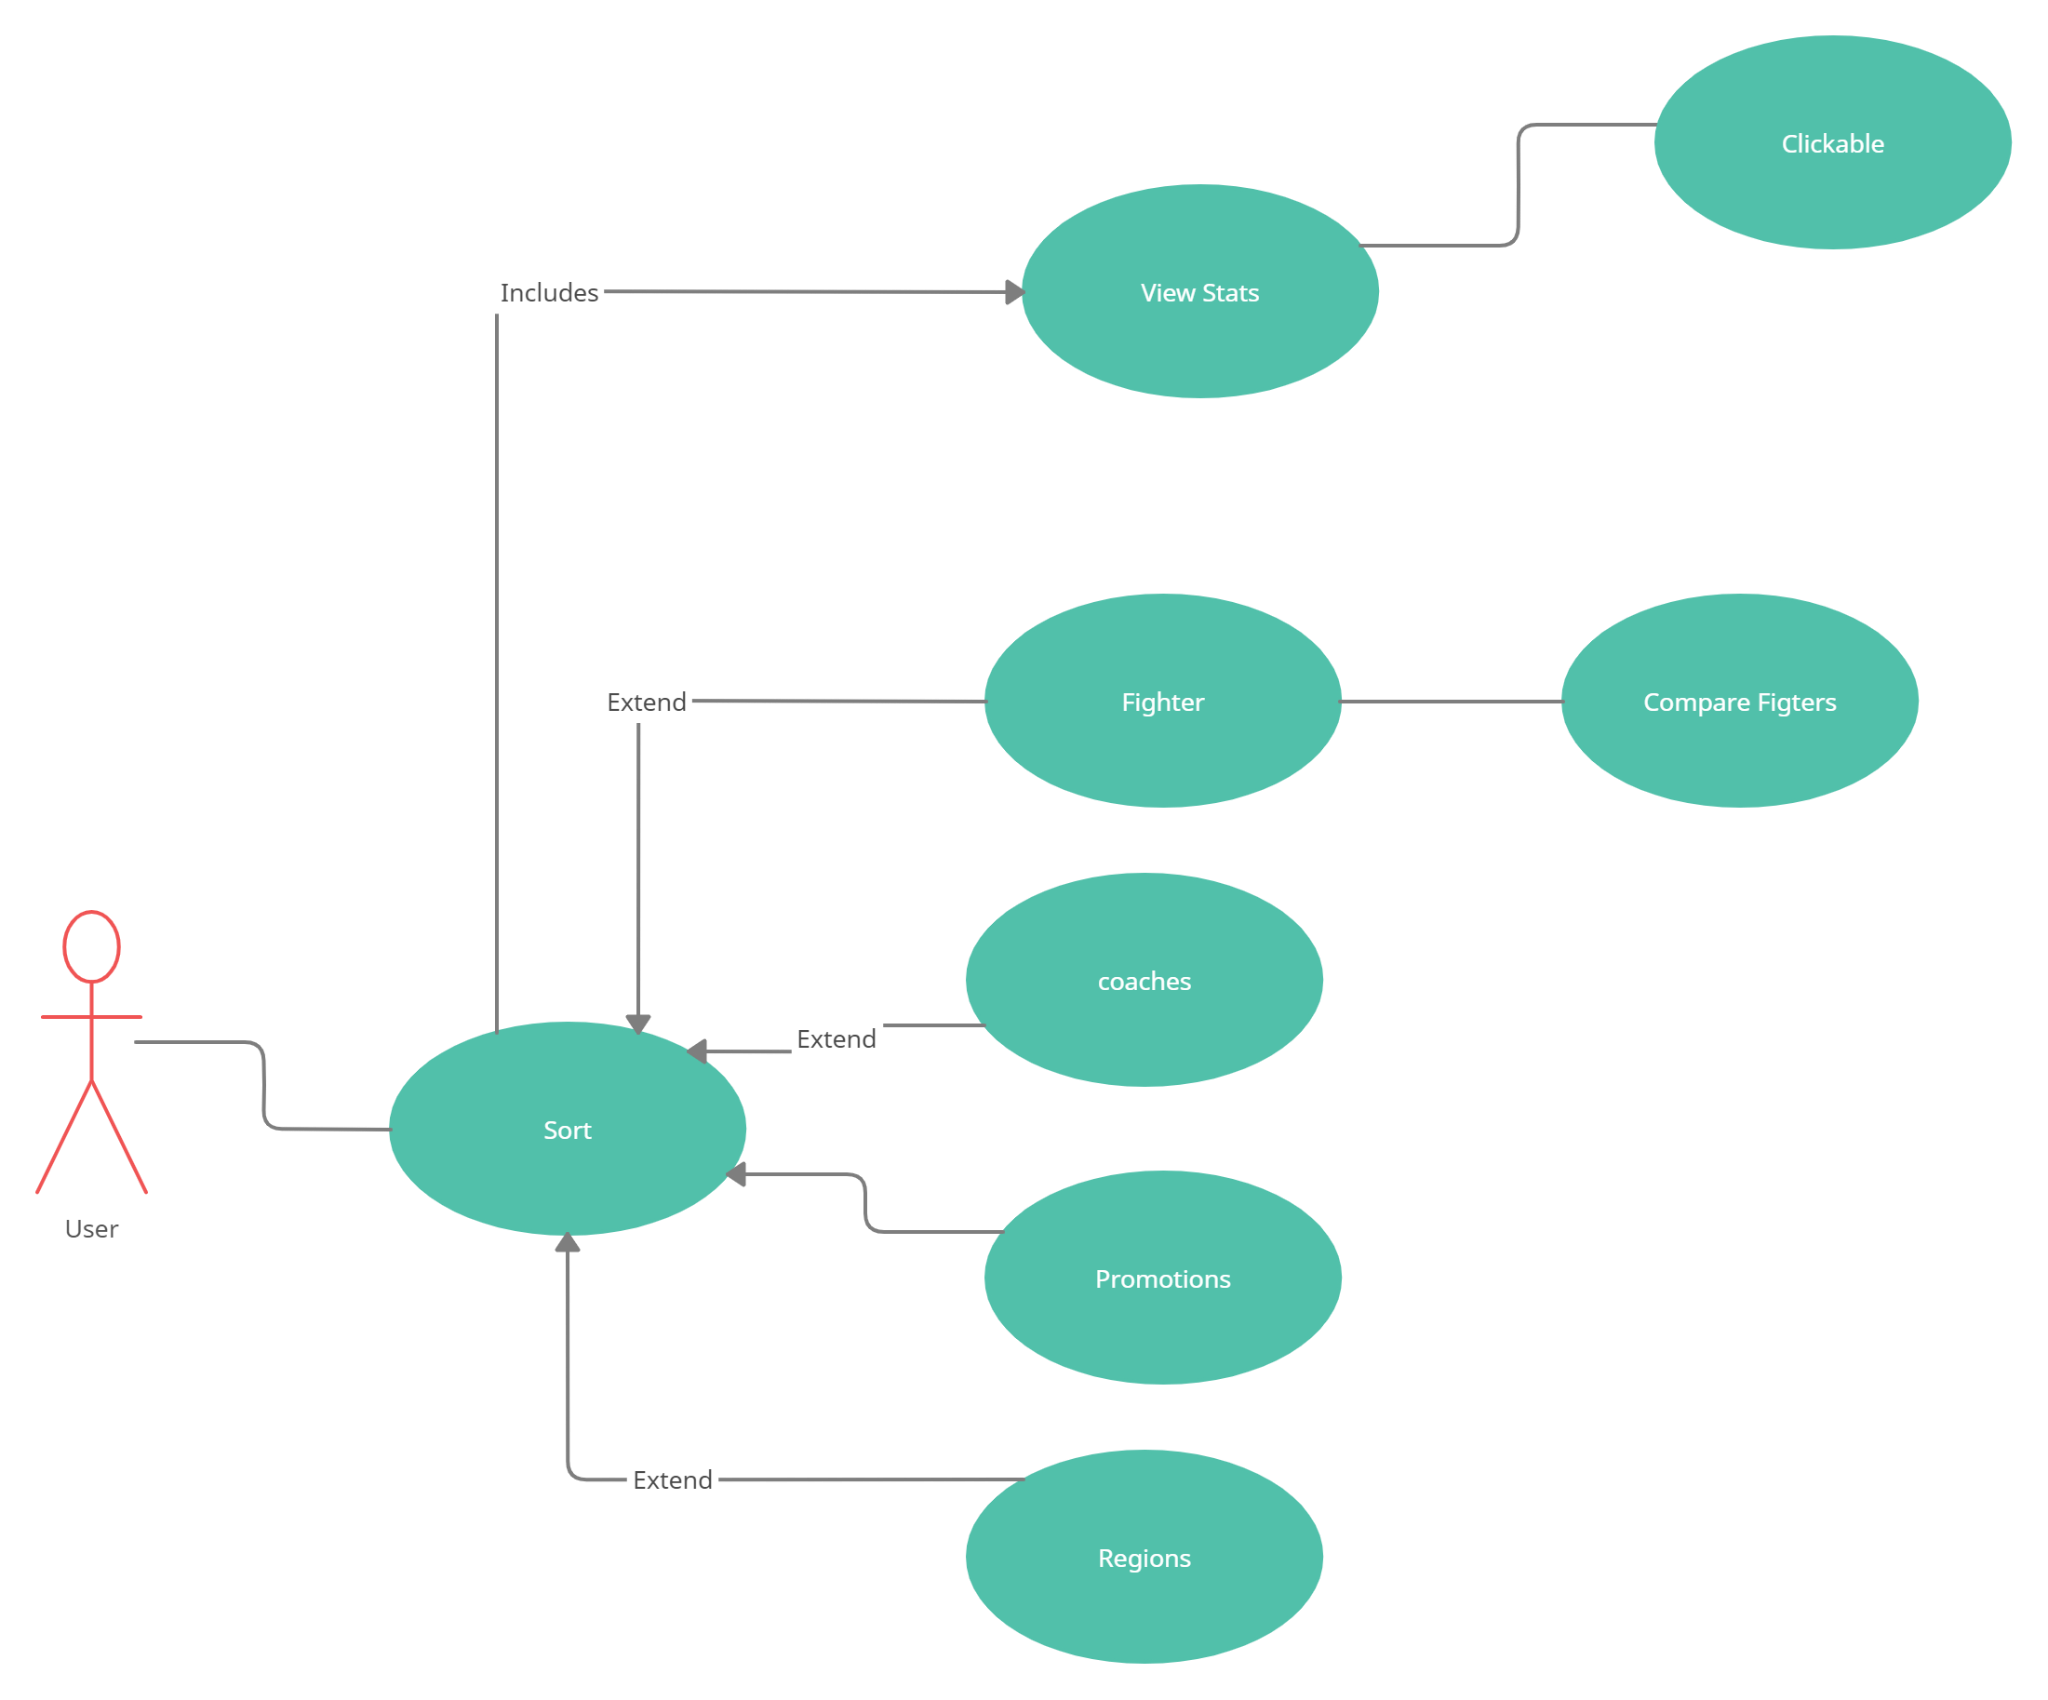 Clickable
Includes
View Stats
Extend
Fighter
Compare Figters
coaches
Extend
Sort
User
Promotions
Extend
Regions